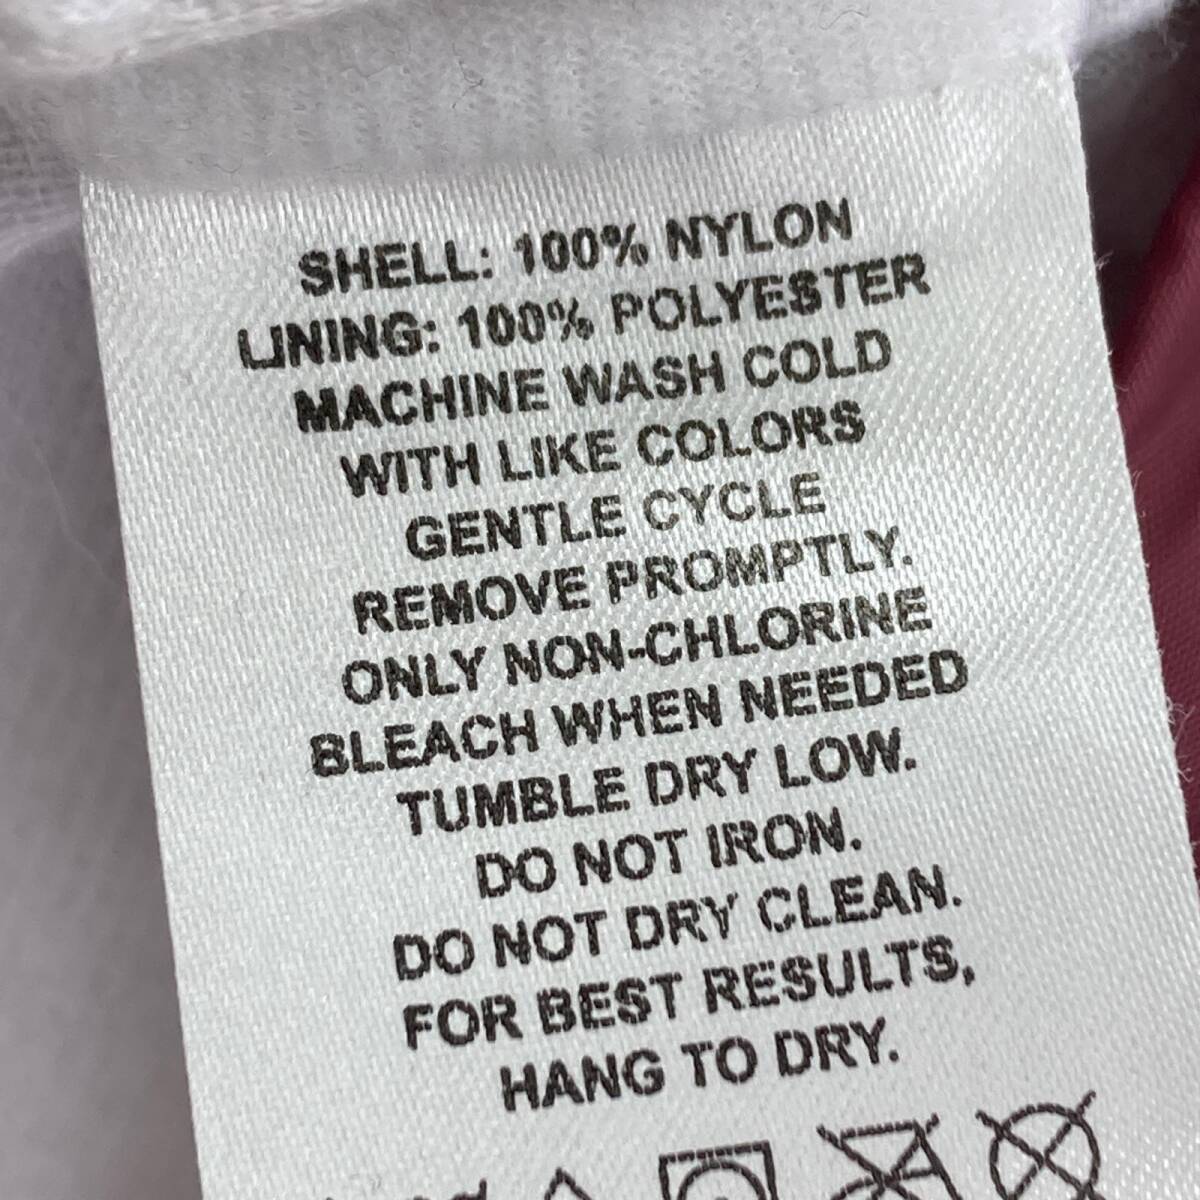 SHELL: 100% NYLON
LINING: 100% POLYESTER
MACHINE WASH COLD
WITH LIKE COLORS
GENTLE CYCLE
REMOVE PROMPTLY.
ONLY NON-CHLORINE
BLEACH WHEN NEEDED
TUMBLE DRY LOW.
DO NOT IRON.
DO NOT DRY CLEAN.
FOR BEST RESULTS,
HANG TO DRY.